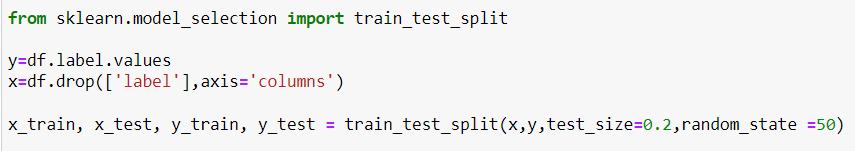 from sklearn.model_selection import train_test_split
y=df.label.values
x=df.drop(['label'],axis='columns')
x_train, x_test, y_train, y_test = train_test_split(x,y,test_size=0.2,random_state =50)